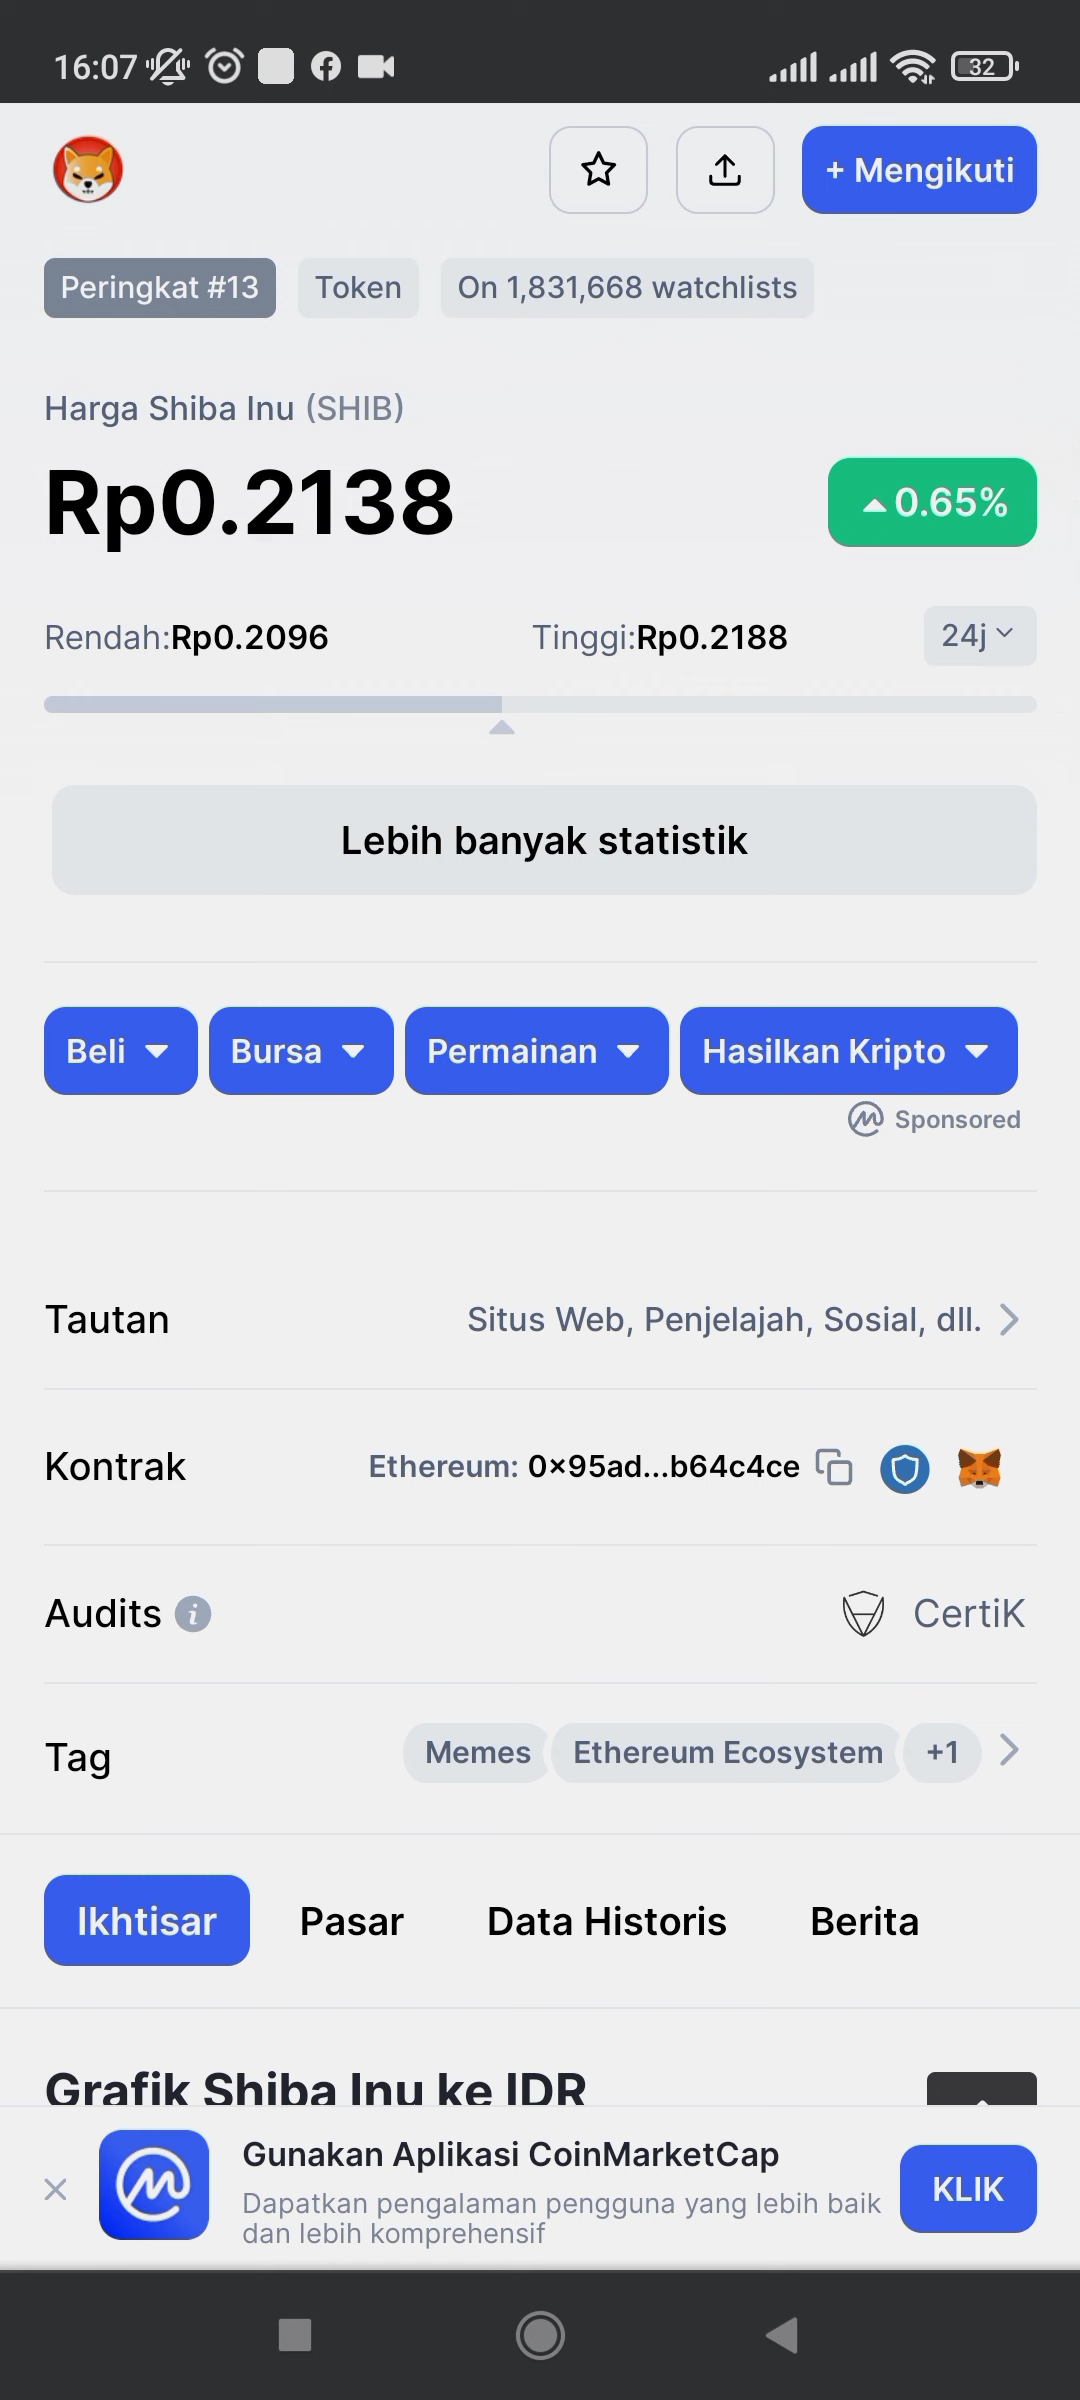 16:07
32
+ Mengikuti
Peringkat #13 Token On 1,831,668 watchlists
Harga Shiba Inu (SHIB)
Rp0.2138
0.65%
Rendah:Rp0.2096 Tinggi:Rp0.2188 24j
Lebih banyak statistik
Beli Bursa Permainan Hasilkan Kripto
Sponsored
Tautan Situs Web, Penjelajah, Sosial, dll.
Kontrak Ethereum: 0x95ad...b64c4ce
Audits i CertiK
Tag Memes Ethereum Ecosystem +1
Ikhtisar Pasar Data Historis Berita
Grafik Shiba Inu ke IDR
Gunakan Aplikasi CoinMarketCap
Dapatkan pengalaman pengguna yang lebih baik
dan lebih komprehensif
KLIK